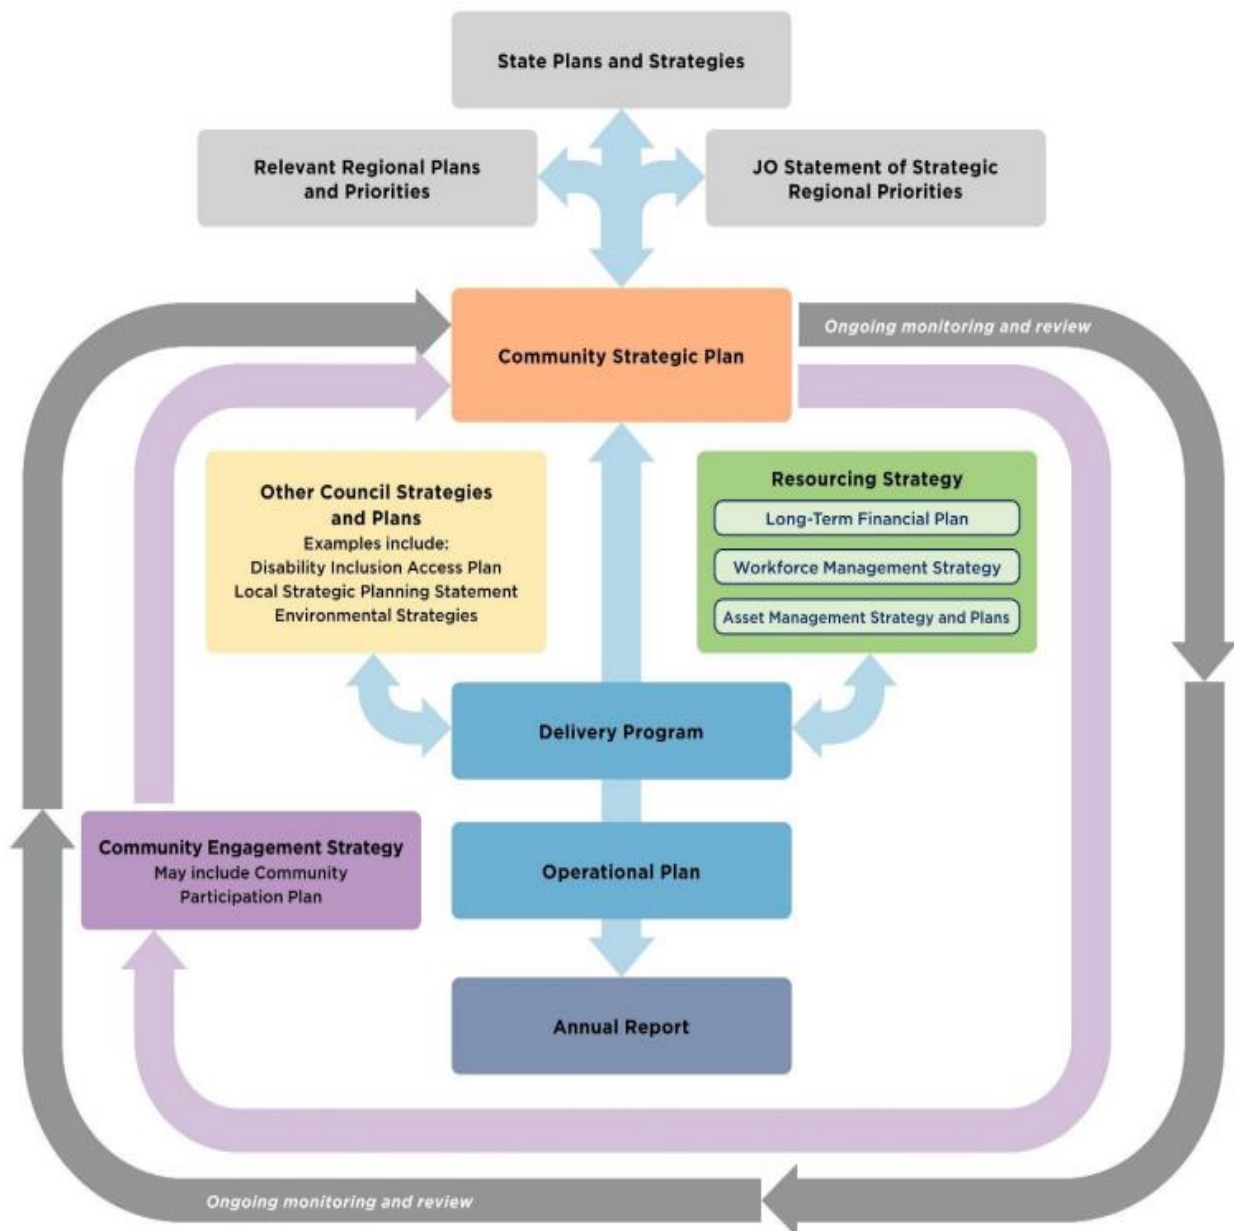 State Plans and Strategies
Relevant Regional Plans
and Priorities
JO Statement of Strategic
Regional Priorities
Ongoing monitoring and review
Community Strategic Plan
Other Council Strategies
and Plans
Examples include:
Disability Inclusion Access Plan
Local Strategic Planning Statement
Environmental Strategies
Resourcing Strategy
Long-Term Financial Plan
Workforce Management Strategy
Asset Management Strategy and Plans
Delivery Program
Community Engagement Strategy
May include Community
Participation Plan
Operational Plan
Annual Report
Ongoing monitoring and review